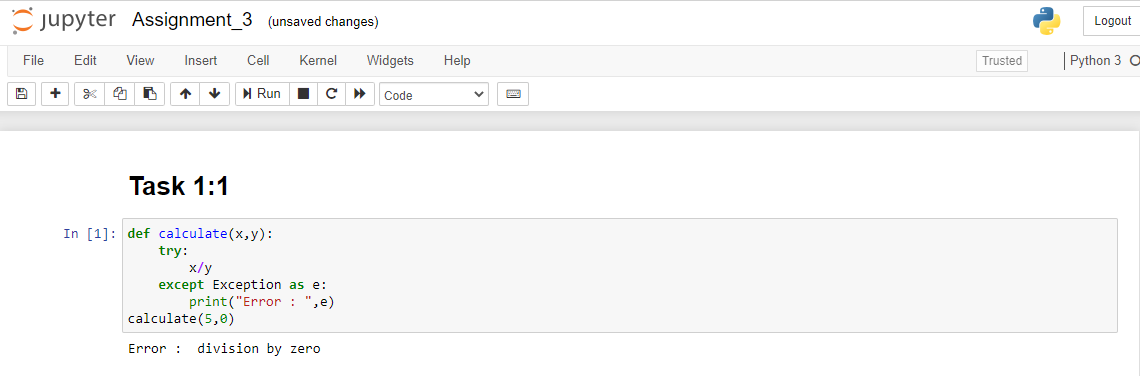 jupyter Assignment_3 (unsaved changes) Logout
File Edit View Insert Cell Kernel Widgets Help Trusted Python 3
Run Code
Task 1:1
In [1]: def calculate(x,y):
    try:
        x/y
    except Exception as e:
        print("Error : ",e)
calculate(5,0)
Error :  division by zero